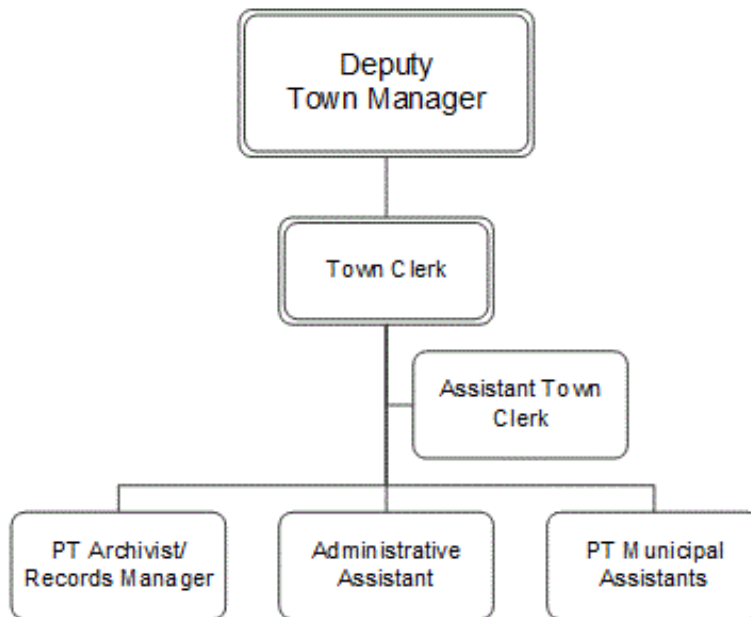 Deputy
Town Manager
Town Clerk
Assistant Town
Clerk
PT Archivist/
Records Manager
Administrative
Assistant
PT Municipal
Assistants